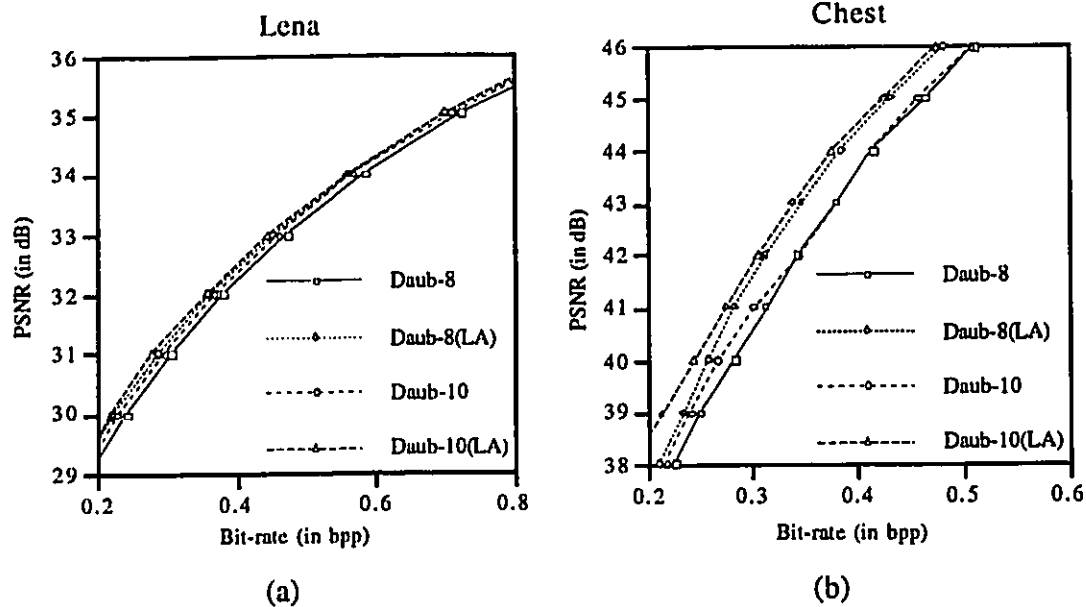 Lena
36
35
34
33
32
31
30
29
0.2
0.4
0.6
0.8
PSNR (in dB)
Bit-rate (in bpp)
Daub-8
Daub-8(LA)
Daub-10
Daub-10(LA)
(a)
Chest
46
45
44
43
42
41
40
39
38
0.2
0.3
0.4
0.5
0.6
PSNR (in dB)
Bit-rate (in bpp)
Daub-8
Daub-8(LA)
Daub-10
Daub-10(LA)
(b)